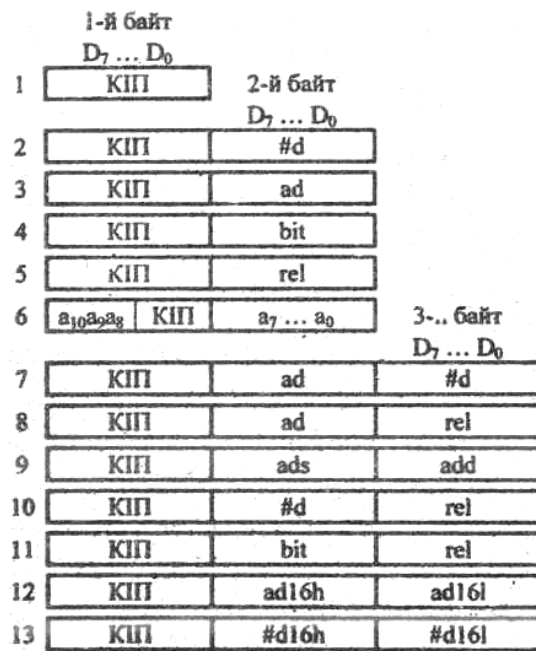 1-й байт
D₇ ... D₀
1 КІП 2-й байт
D₇ ... D₀
2 КІП #d
3 КІП ad
4 КІП bit
5 КІП rel
6 a₁₀a₉a₈ КІП a₇ ... a₀ 3-.. байт
D₇ ... D₀
7 КІП ad #d
8 КІП ad rel
9 КІП ads add
10 КІП #d rel
11 КІП bit rel
12 КІП ad16h ad16l
13 КІП #d16h #d16l